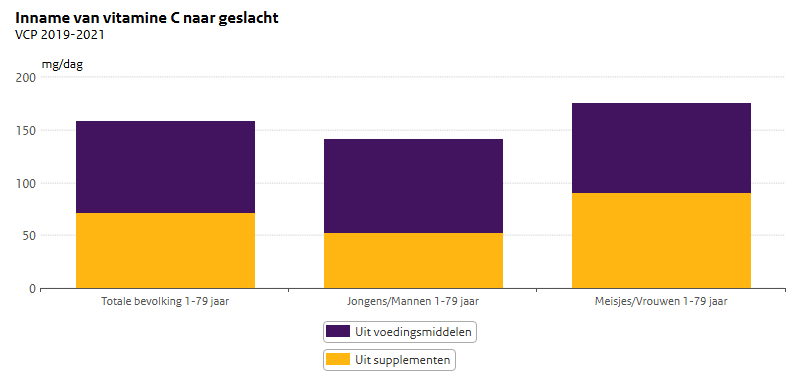 Inname van vitamine C naar geslacht
VCP 2019-2021
mg/dag
200
150
100
50
0
Totale bevolking 1-79 jaar
Jongens/Mannen 1-79 jaar
Meisjes/Vrouwen 1-79 jaar
Uit voedingsmiddelen
Uit supplementen